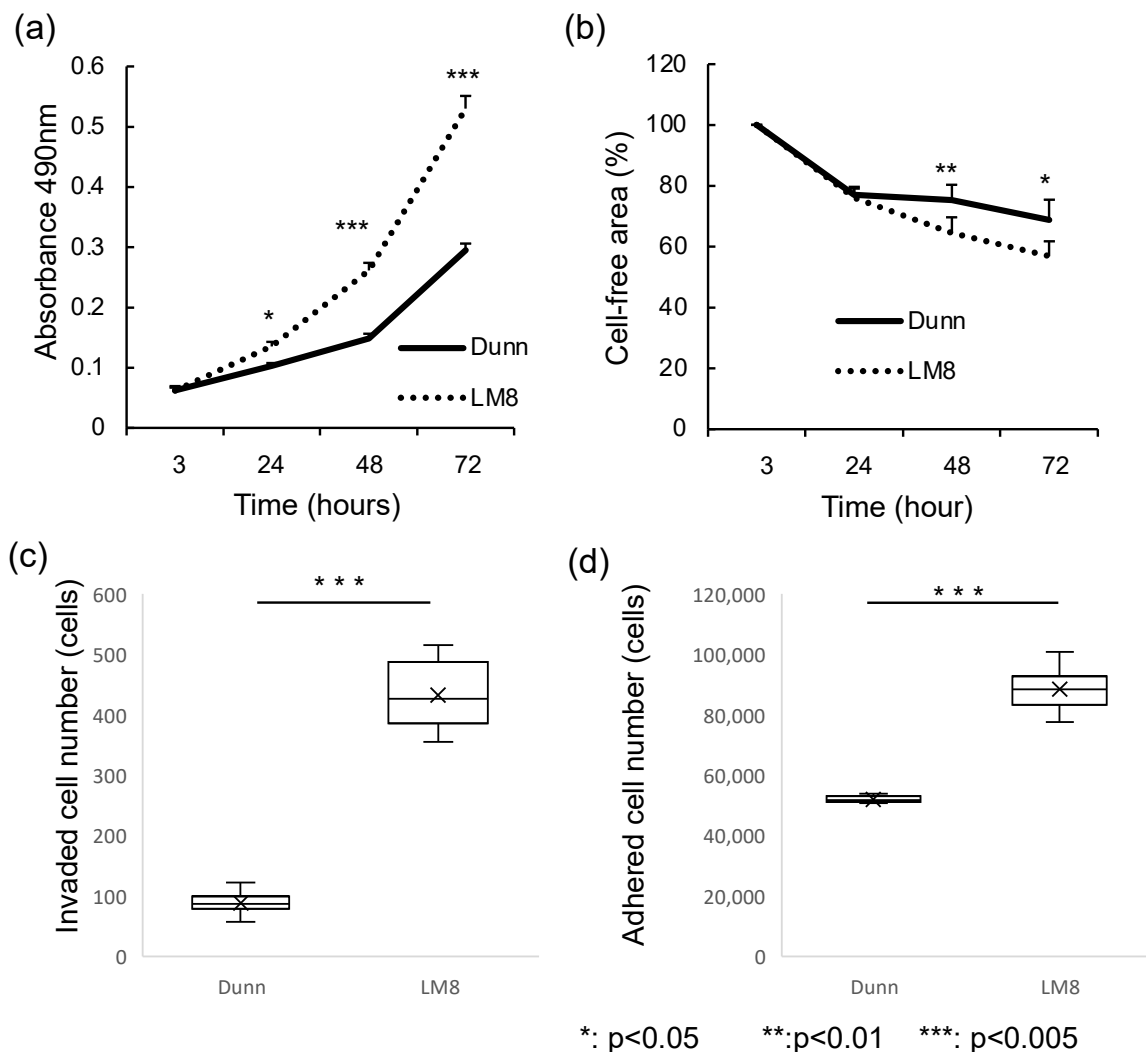 (a)
Absorbance 490nm
0.6
0.5
0.4
0.3
0.2
0.1
0
***
***
*
Dunn
LM8
3 24 48 72
Time (hours)
(b)
Cell-free area (%)
120
100
80
60
40
20
0
**
*
Dunn
LM8
3 24 48 72
Time (hour)
(c)
Invaded cell number (cells)
600
500
400
300
200
100
0
* * *
Dunn LM8
(d)
Adhered cell number (cells)
120,000
100,000
80,000
60,000
40,000
20,000
0
* * *
Dunn LM8
*: p<0.05 **:p<0.01 ***: p<0.005